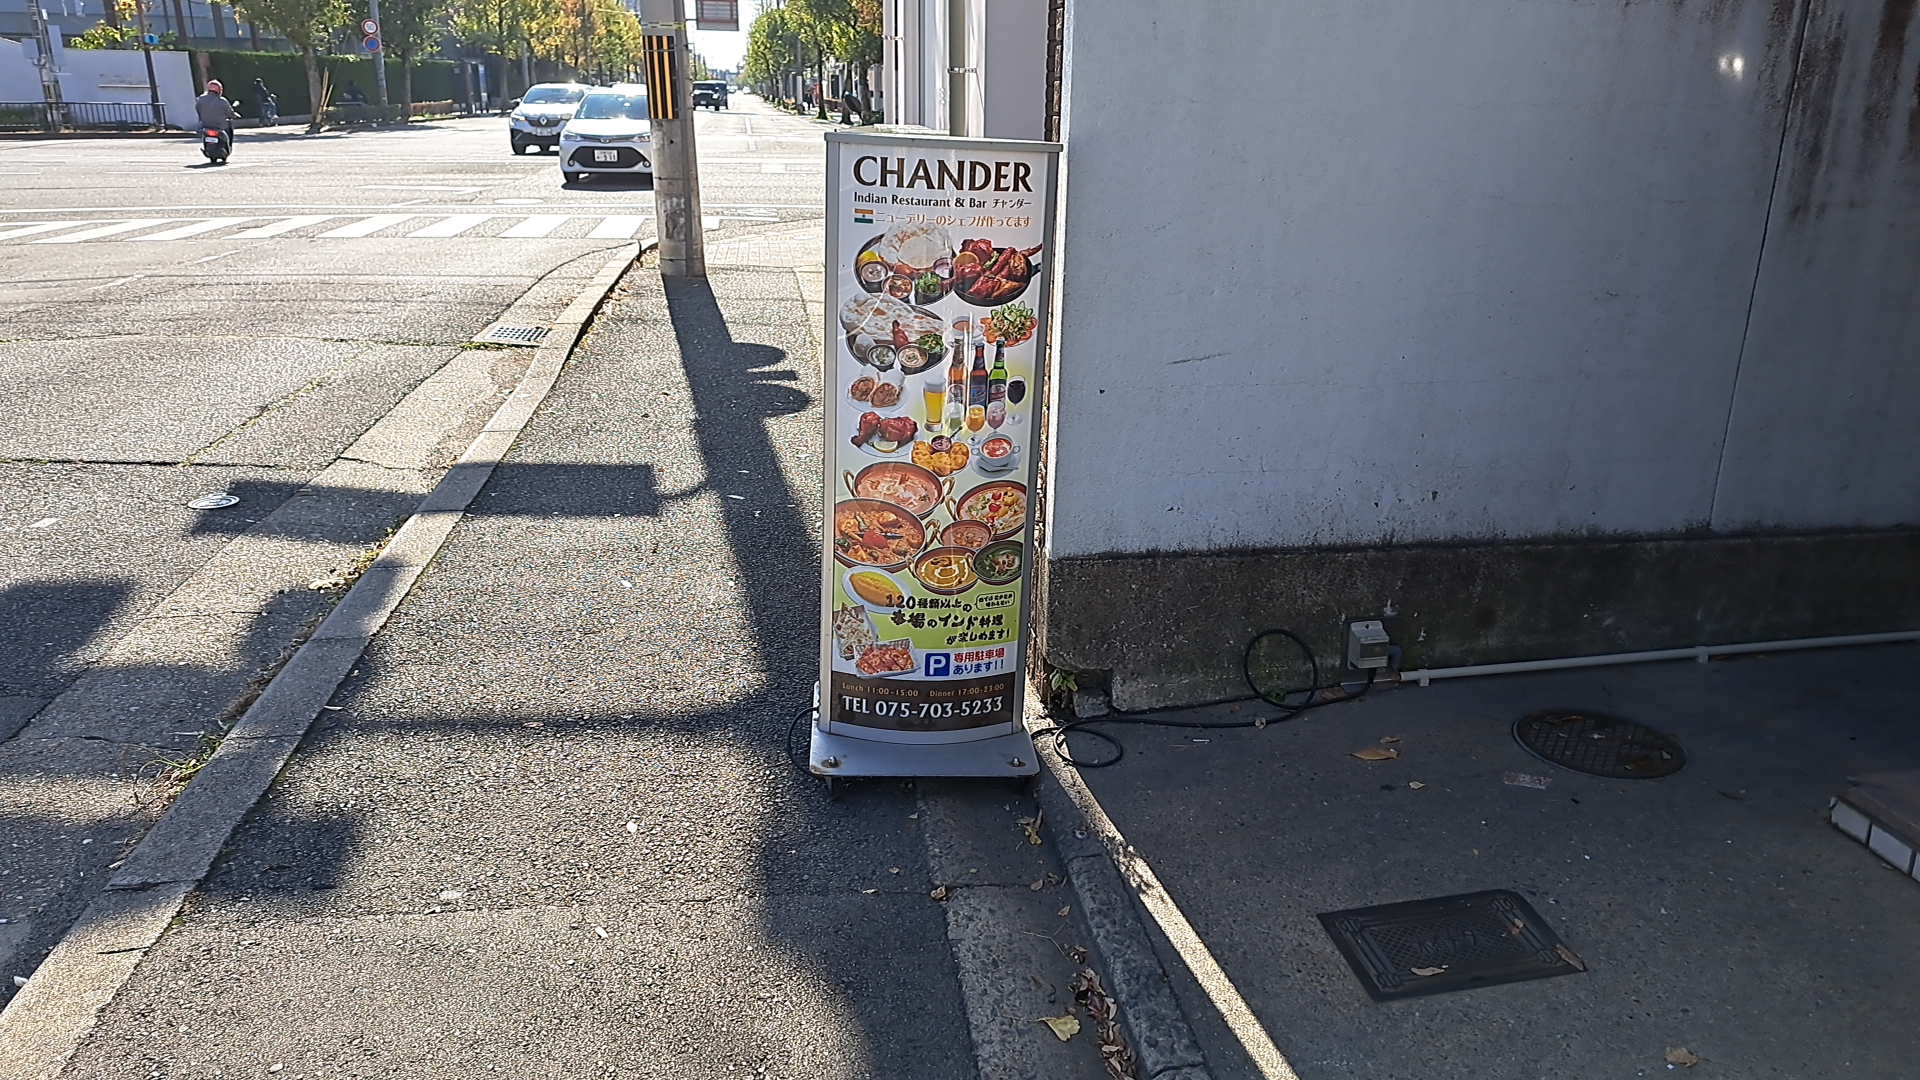 CHANDER
Indian Restaurant & Bar チャンダー
ニューデリーのシェフが作ってます
120種類以上の
本場のインド料理
が楽しめます!
P 専用駐車場
あります!!
Lunch 11:00-15:00 Dinner 17:00-23:00
TEL 075-703-5233